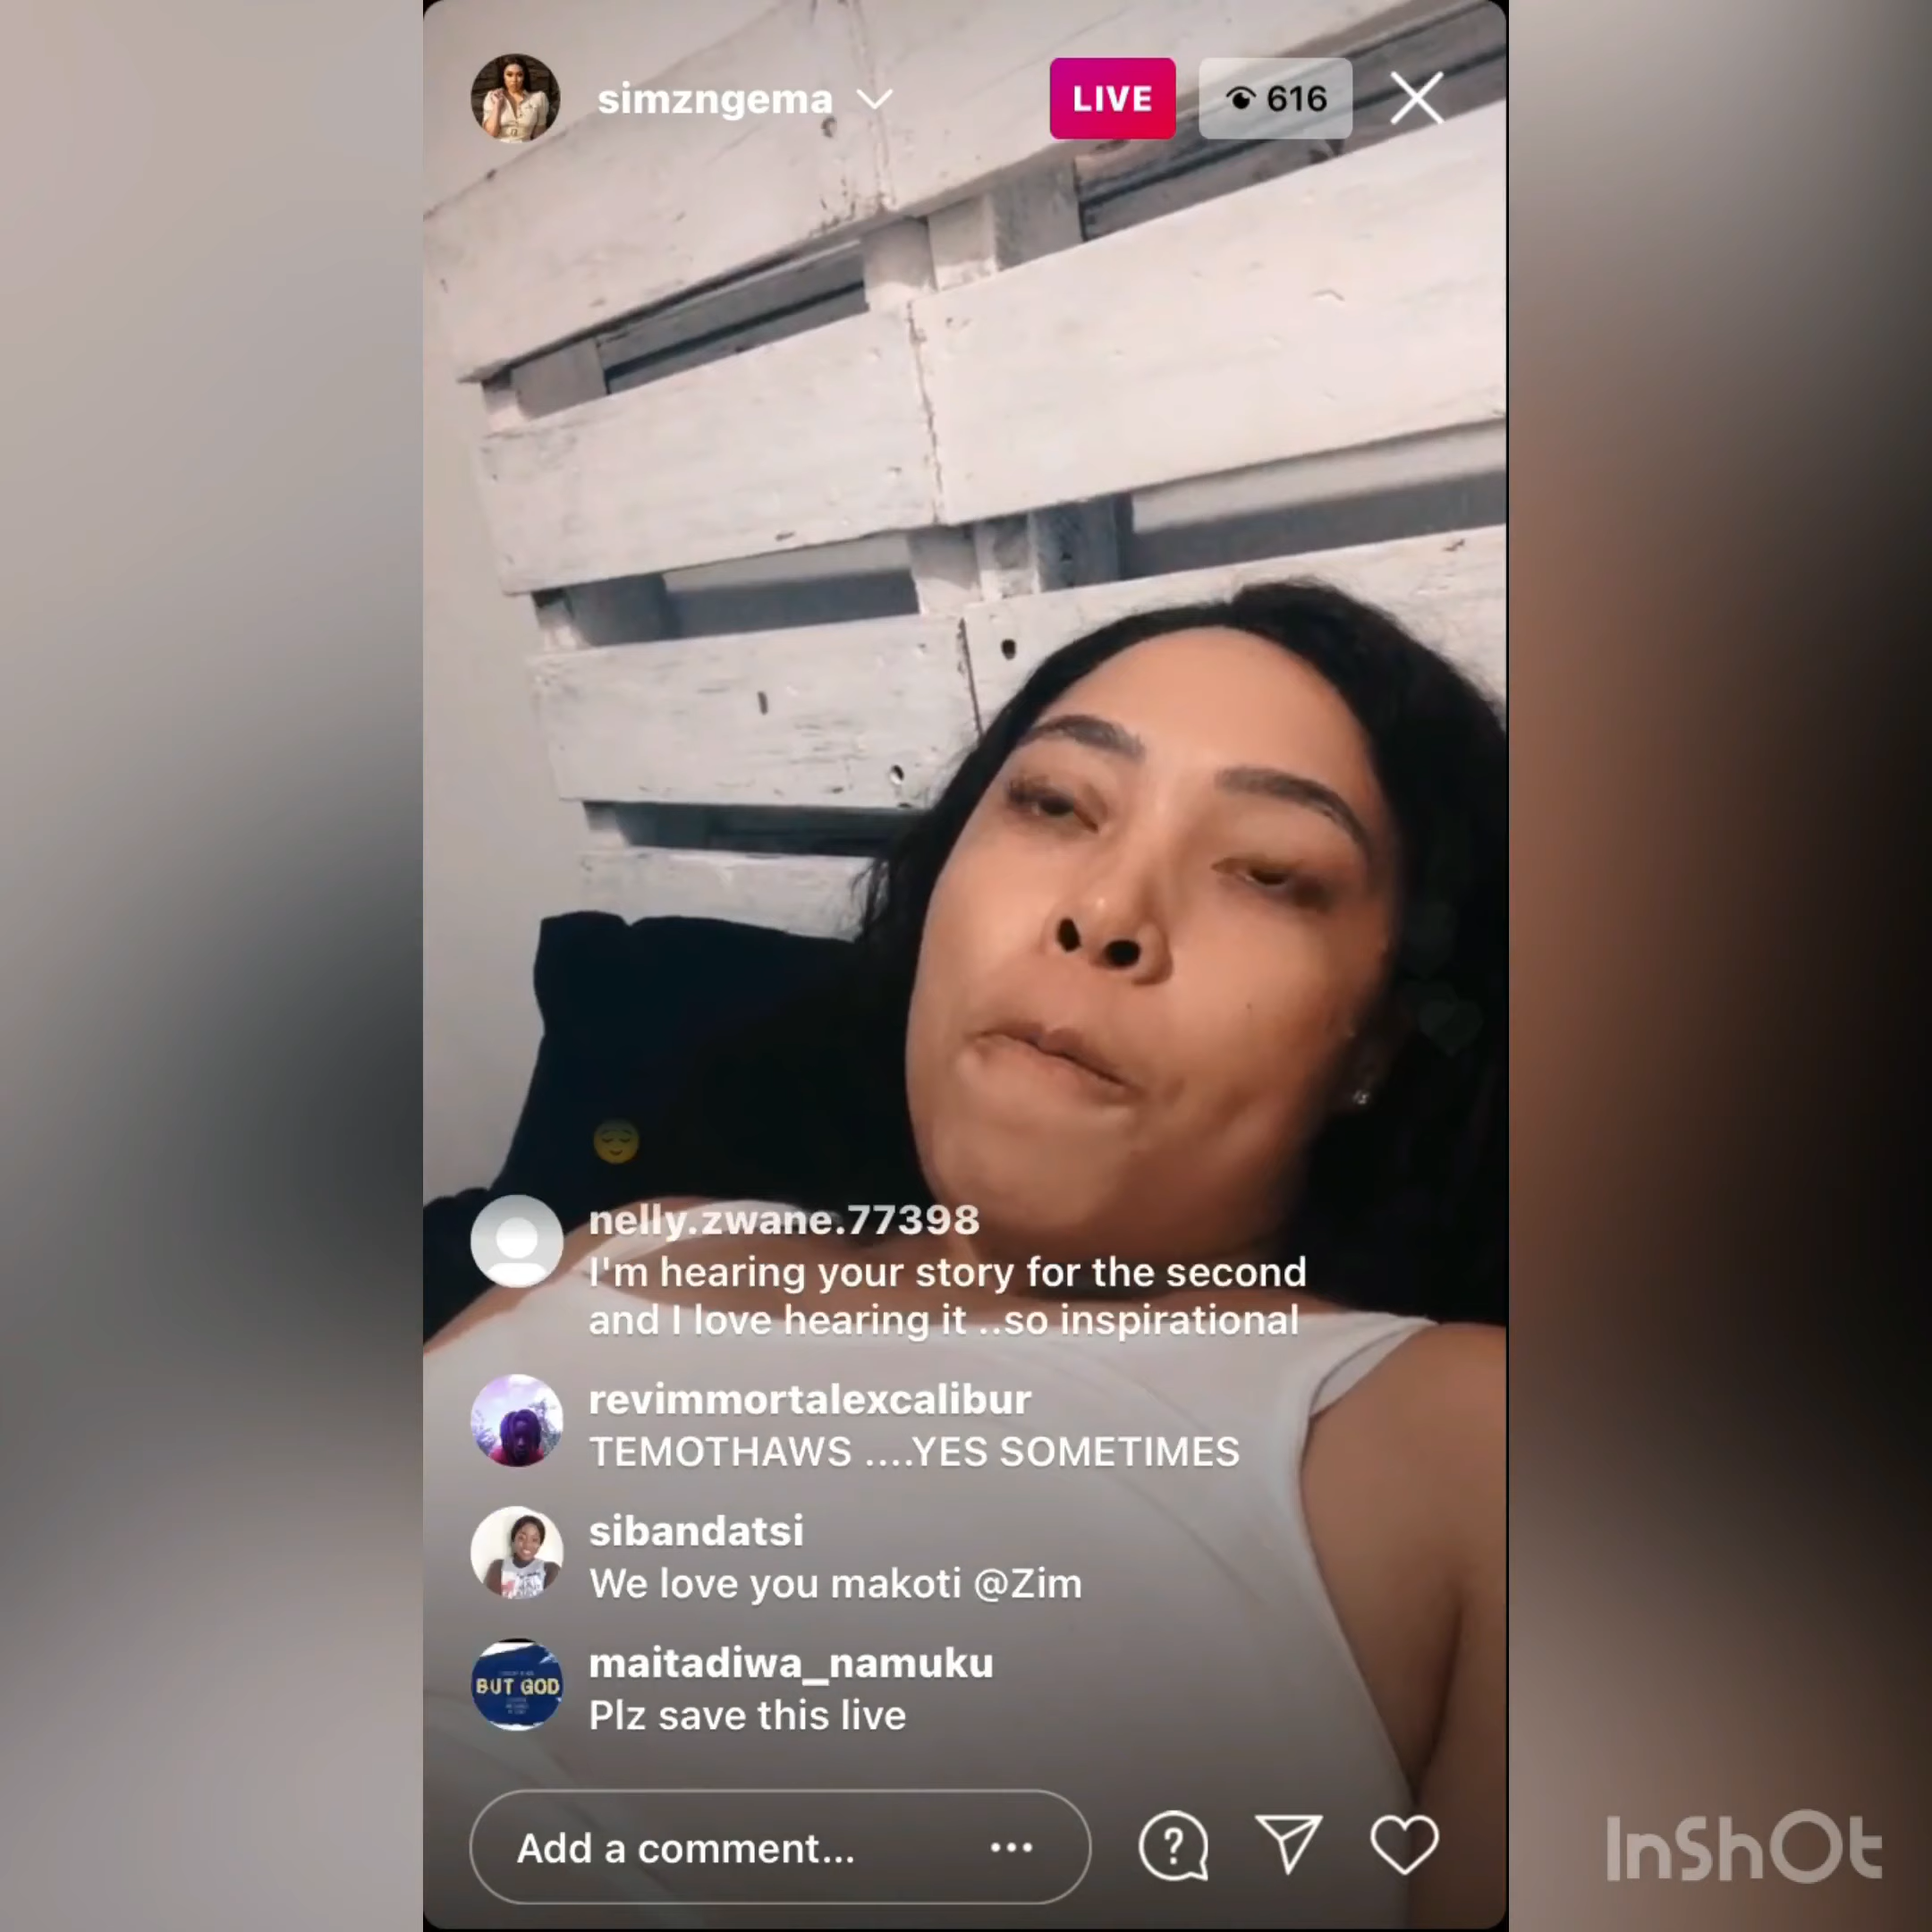 simzngema
LIVE
616
nelly.zwane.77398
I'm hearing your story for the second
and I love hearing it ..so inspirational
revimmortalexcalibur
TEMOTHAWS ....YES SOMETIMES
sibandatsi
We love you makoti @Zim
maitadiwa_namuku
BUT GOD
Plz save this live
Add a comment...
InShOt